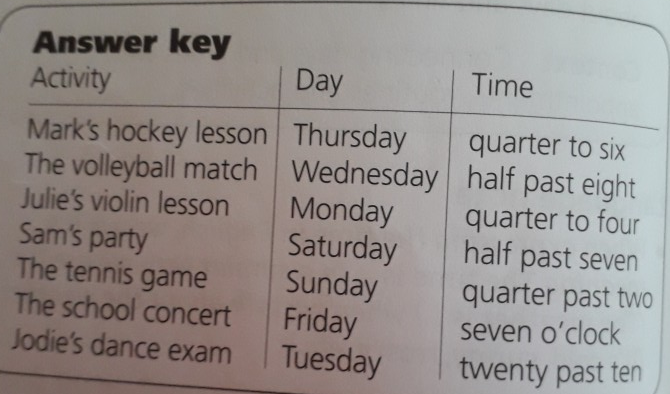 Answer key
Activity Day Time
Mark's hockey lesson Thursday quarter to six
The volleyball match Wednesday half past eight
Julie's violin lesson Monday quarter to four
Sam's party Saturday half past seven
The tennis game Sunday quarter past two
The school concert Friday seven o'clock
Jodie's dance exam Tuesday twenty past ten